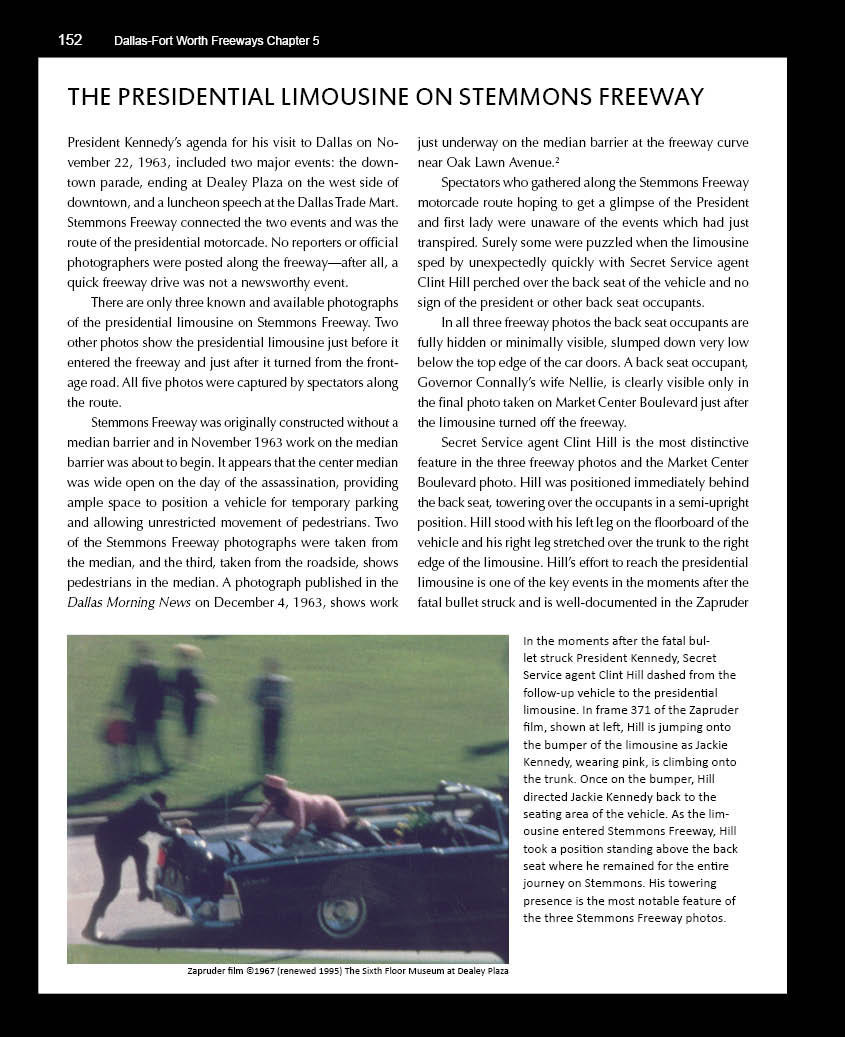 152 Dallas-Fort Worth Freeways Chapter 5
THE PRESIDENTIAL LIMOUSINE ON STEMMONS FREEWAY
President Kennedy's agenda for his visit to Dallas on No-
vember 22, 1963, included two major events: the down-
town parade, ending at Dealey Plaza on the west side of
downtown, and a luncheon speech at the Dallas Trade Mart.
Stemmons Freeway connected the two events and was the
route of the presidential motorcade. No reporters or official
photographers were posted along the freeway—after all, a
quick freeway drive was not a newsworthy event.
There are only three known and available photographs
of the presidential limousine on Stemmons Freeway. Two
other photos show the presidential limousine just before it
entered the freeway and just after it turned from the front-
age road. All five photos were captured by spectators along
the route.
Stemmons Freeway was originally constructed without a
median barrier and in November 1963 work on the median
barrier was about to begin. It appears that the center median
was wide open on the day of the assassination, providing
ample space to position a vehicle for temporary parking
and allowing unrestricted movement of pedestrians. Two
of the Stemmons Freeway photographs were taken from
the median, and the third, taken from the roadside, shows
pedestrians in the median. A photograph published in the
Dallas Morning News on December 4, 1963, shows work
just underway on the median barrier at the freeway curve
near Oak Lawn Avenue.²
Spectators who gathered along the Stemmons Freeway
motorcade route hoping to get a glimpse of the President
and first lady were unaware of the events which had just
transpired. Surely some were puzzled when the limousine
sped by unexpectedly quickly with Secret Service agent
Clint Hill perched over the back seat of the vehicle and no
sign of the president or other back seat occupants.
In all three freeway photos the back seat occupants are
fully hidden or minimally visible, slumped down very low
below the top edge of the car doors. A back seat occupant,
Governor Connally's wife Nellie, is clearly visible only in
the final photo taken on Market Center Boulevard just after
the limousine turned off the freeway.
Secret Service agent Clint Hill is the most distinctive
feature in the three freeway photos and the Market Center
Boulevard photo. Hill was positioned immediately behind
the back seat, towering over the occupants in a semi-upright
position. Hill stood with his left leg on the floorboard of the
vehicle and his right leg stretched over the trunk to the right
edge of the limousine. Hill's effort to reach the presidential
limousine is one of the key events in the moments after the
fatal bullet struck and is well-documented in the Zapruder
In the moments after the fatal bul-
let struck President Kennedy, Secret
Service agent Clint Hill dashed from the
follow-up vehicle to the presidential
limousine. In frame 371 of the Zapruder
film, shown at left, Hill is jumping onto
the bumper of the limousine as Jackie
Kennedy, wearing pink, is climbing onto
the trunk. Once on the bumper, Hill
directed Jackie Kennedy back to the
seating area of the vehicle. As the lim-
ousine entered Stemmons Freeway, Hill
took a position standing above the back
seat where he remained for the entire
journey on Stemmons. His towering
presence is the most notable feature of
the three Stemmons Freeway photos.
Zapruder film ©1967 (renewed 1995) The Sixth Floor Museum at Dealey Plaza